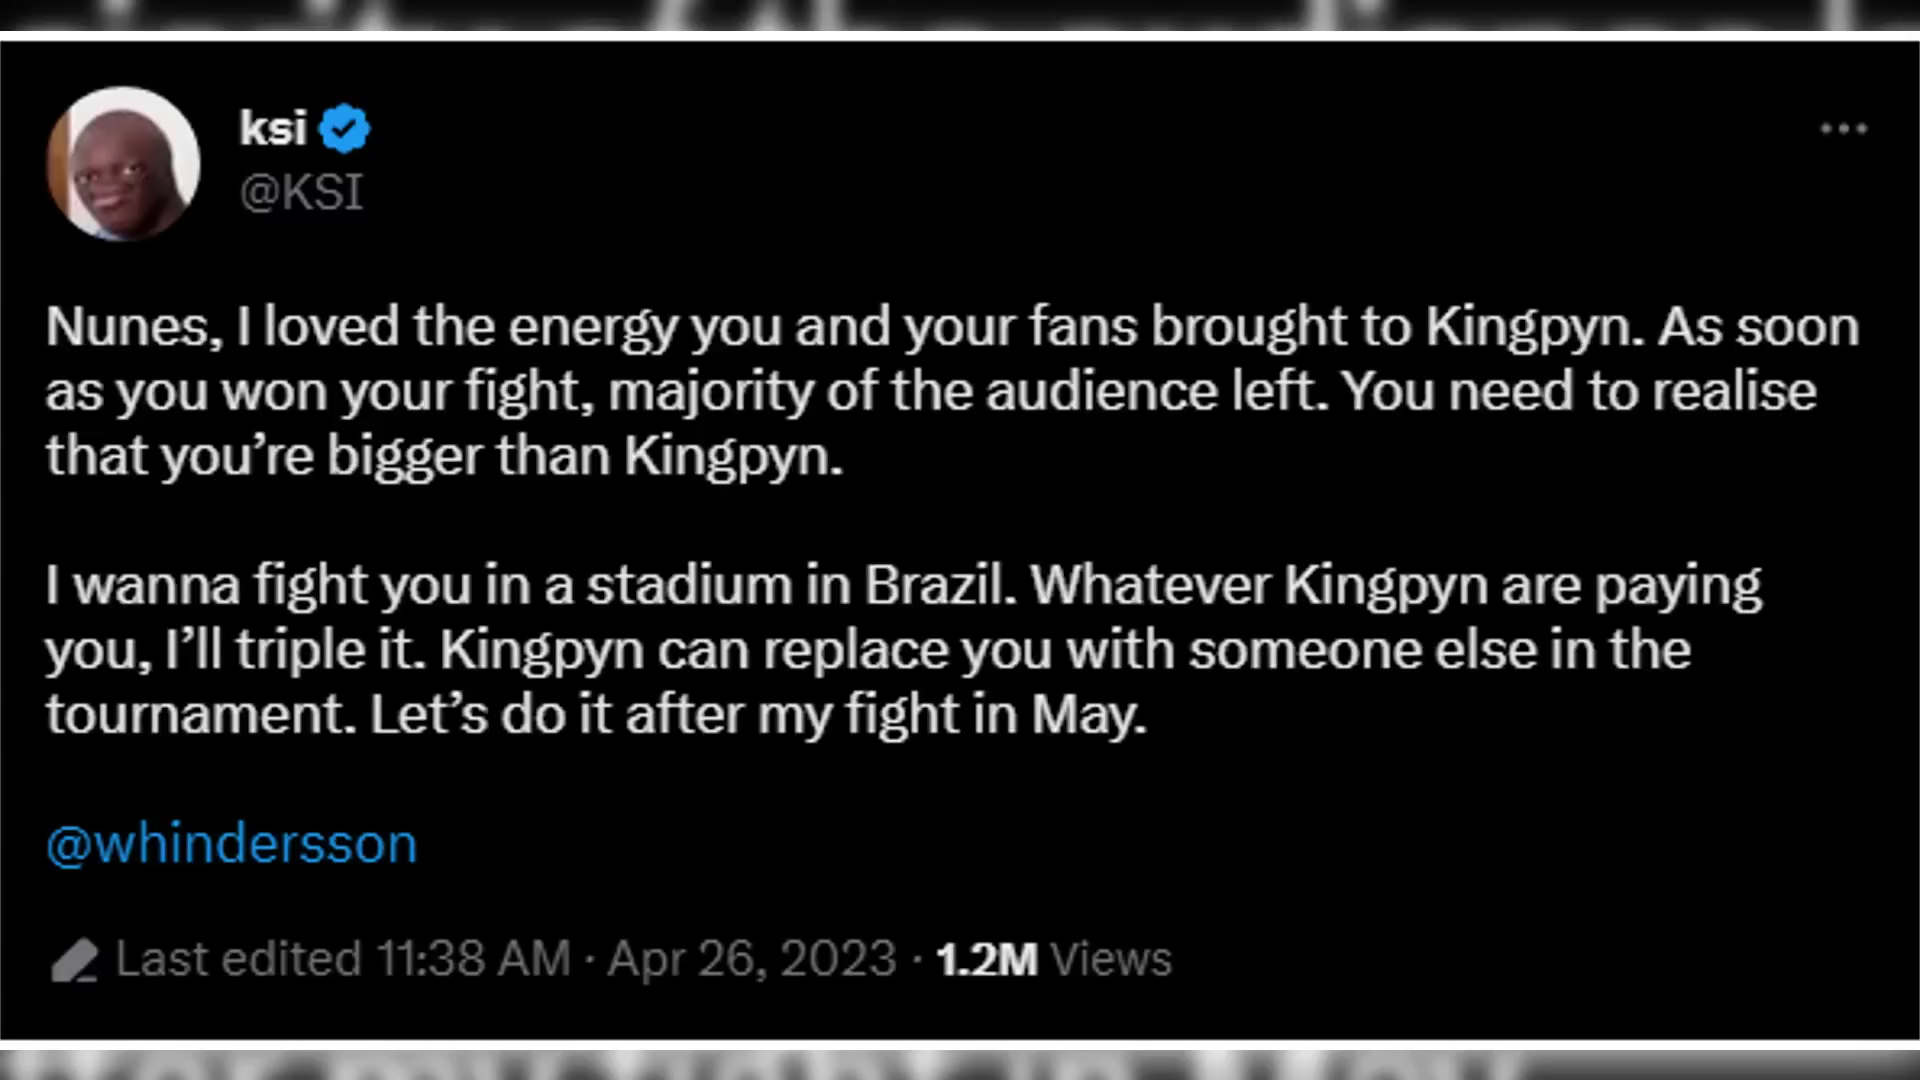 ksi
@KSI
Nunes, I loved the energy you and your fans brought to Kingpyn. As soon
as you won your fight, majority of the audience left. You need to realise
that you’re bigger than Kingpyn.
I wanna fight you in a stadium in Brazil. Whatever Kingpyn are paying
you, I’ll triple it. Kingpyn can replace you with someone else in the
tournament. Let’s do it after my fight in May.
@whindersson
Last edited 11:38 AM · Apr 26, 2023 · 1.2M Views